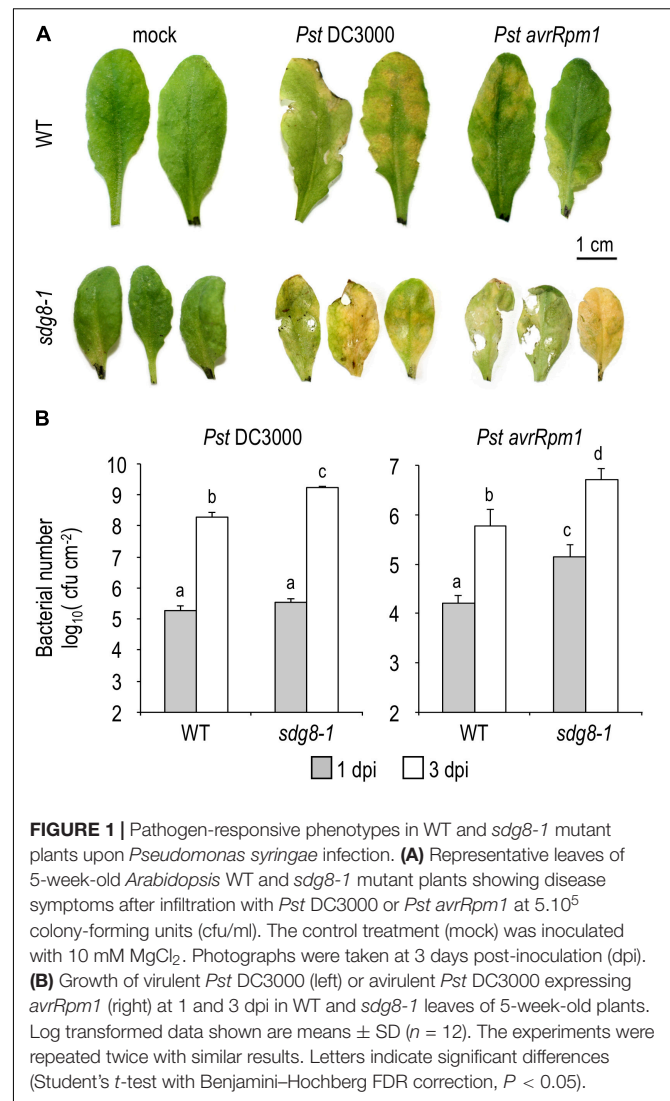 A
mock
Pst DC3000
Pst avrRpm1
WT
1 cm
sdg8-1
B
Pst DC3000
Pst avrRpm1
Bacterial number
log10( cfu cm-2)
10
9
8
7
6
5
4
3
2
a
b
a
c
WT
sdg8-1
7
6
5
4
3
2
a
b
c
d
WT
sdg8-1
1 dpi
3 dpi
FIGURE 1 | Pathogen-responsive phenotypes in WT and sdg8-1 mutant
plants upon Pseudomonas syringae infection. (A) Representative leaves of
5-week-old Arabidopsis WT and sdg8-1 mutant plants showing disease
symptoms after infiltration with Pst DC3000 or Pst avrRpm1 at 5.10⁵
colony-forming units (cfu/ml). The control treatment (mock) was inoculated
with 10 mM MgCl₂. Photographs were taken at 3 days post-inoculation (dpi).
(B) Growth of virulent Pst DC3000 (left) or avirulent Pst DC3000 expressing
avrRpm1 (right) at 1 and 3 dpi in WT and sdg8-1 leaves of 5-week-old plants.
Log transformed data shown are means ± SD (n = 12). The experiments were
repeated twice with similar results. Letters indicate significant differences
(Student's t-test with Benjamini–Hochberg FDR correction, P < 0.05).